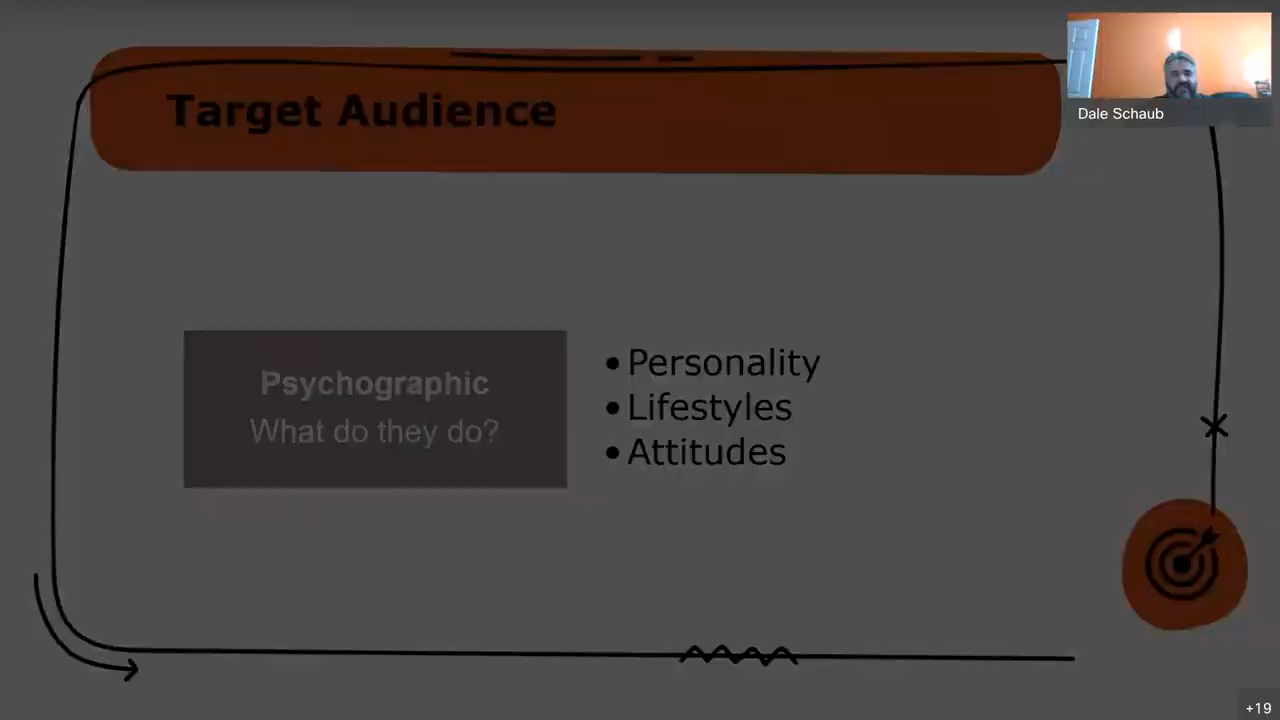 Target Audience
Dale Schaub
Psychographic
What do they do?
• Personality
• Lifestyles
• Attitudes
+19